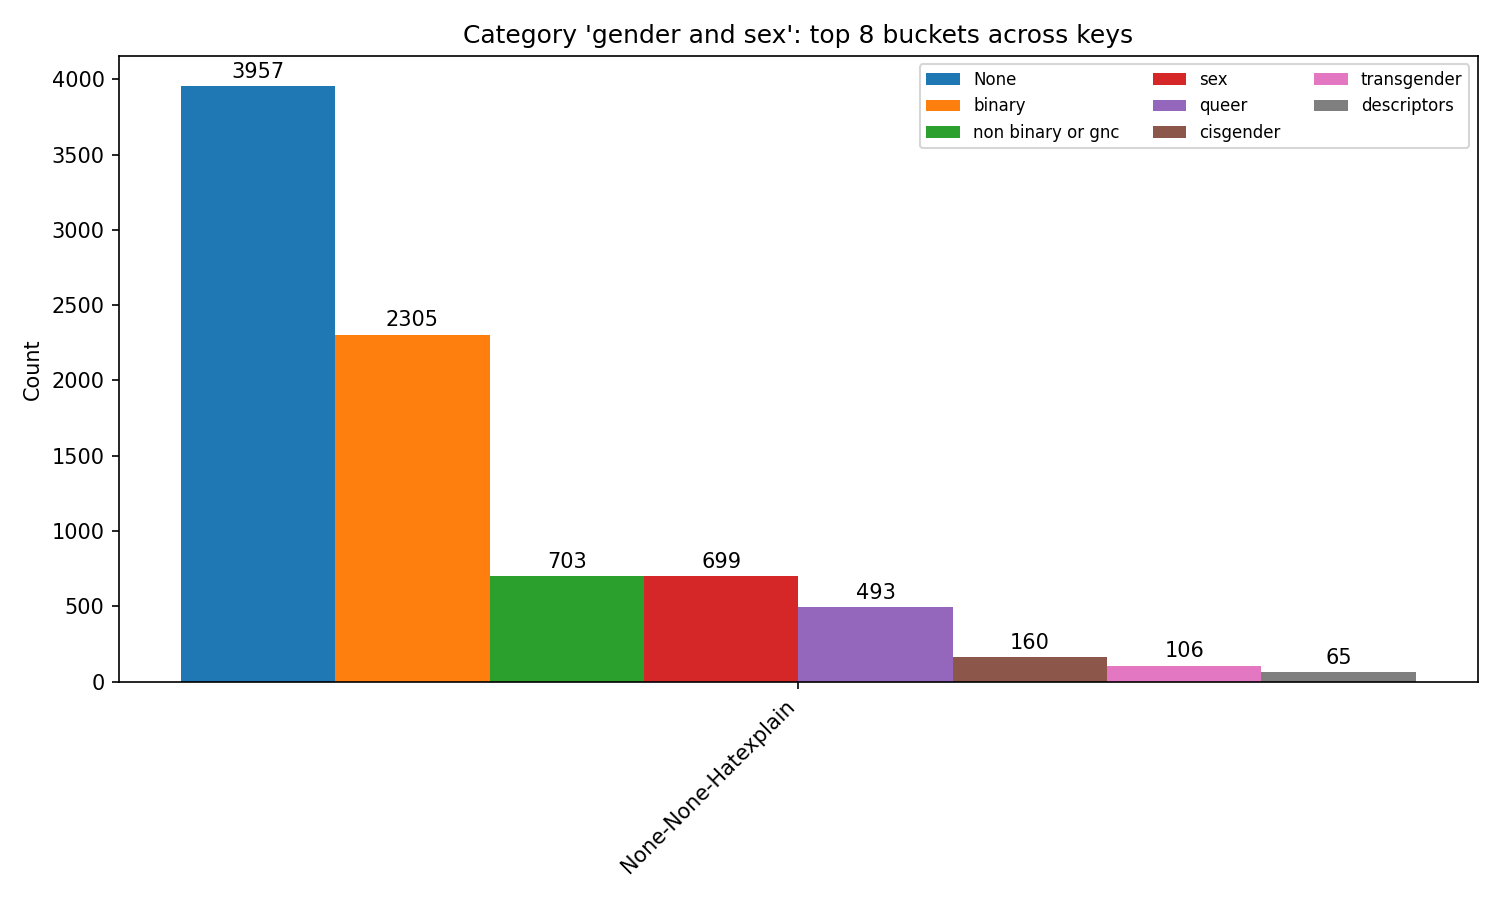 Category 'gender and sex': top 8 buckets across keys
None
binary
non binary or gnc
sex
queer
cisgender
transgender
descriptors
Count
4000
3500
3000
2500
2000
1500
1000
500
0
3957
2305
703
699
493
160
106
65
None-None-Hatexplain